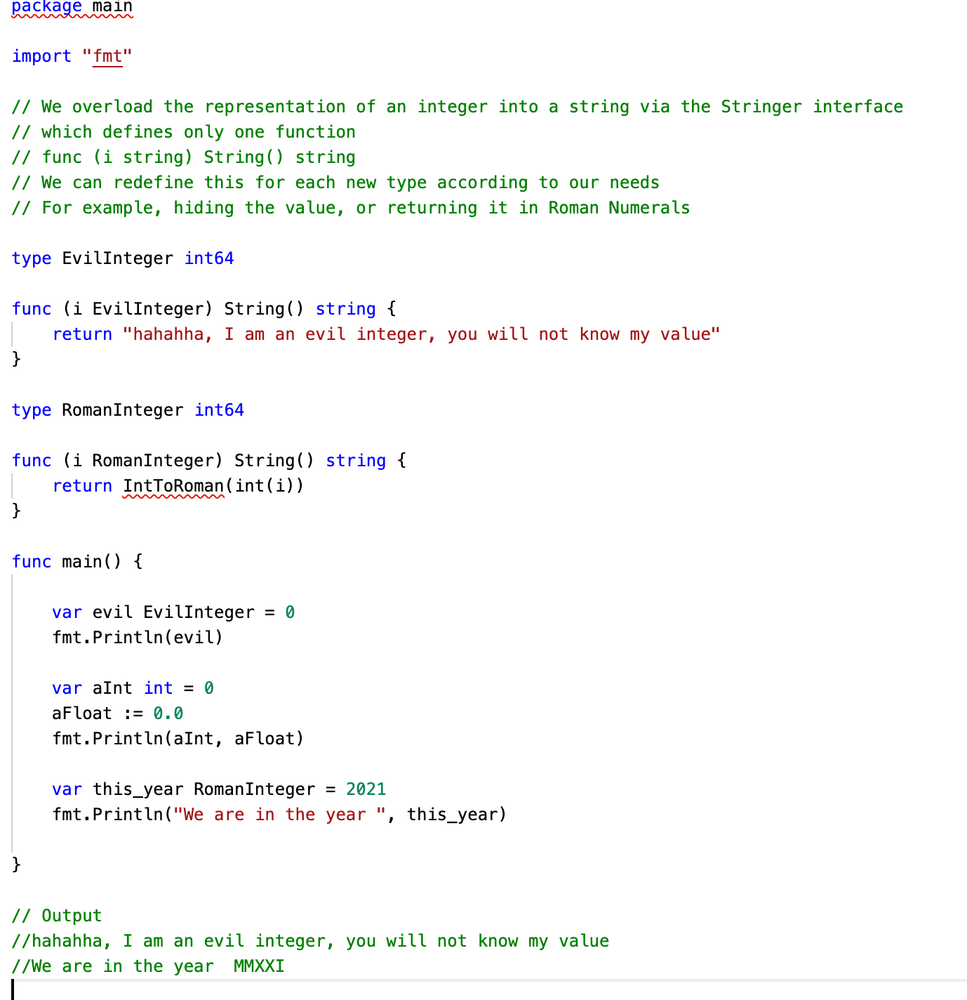 package main
import "fmt"
// We overload the representation of an integer into a string via the Stringer interface
// which defines only one function
// func (i string) String() string
// We can redefine this for each new type according to our needs
// For example, hiding the value, or returning it in Roman Numerals
type EvilInteger int64
func (i EvilInteger) String() string {
    return "hahahha, I am an evil integer, you will not know my value"
}
type RomanInteger int64
func (i RomanInteger) String() string {
    return IntToRoman(int(i))
}
func main() {
    var evil EvilInteger = 0
    fmt.Println(evil)
    var aInt int = 0
    aFloat := 0.0
    fmt.Println(aInt, aFloat)
    var this_year RomanInteger = 2021
    fmt.Println("We are in the year ", this_year)
}
// Output
//hahahha, I am an evil integer, you will not know my value
//We are in the year  MMXXI